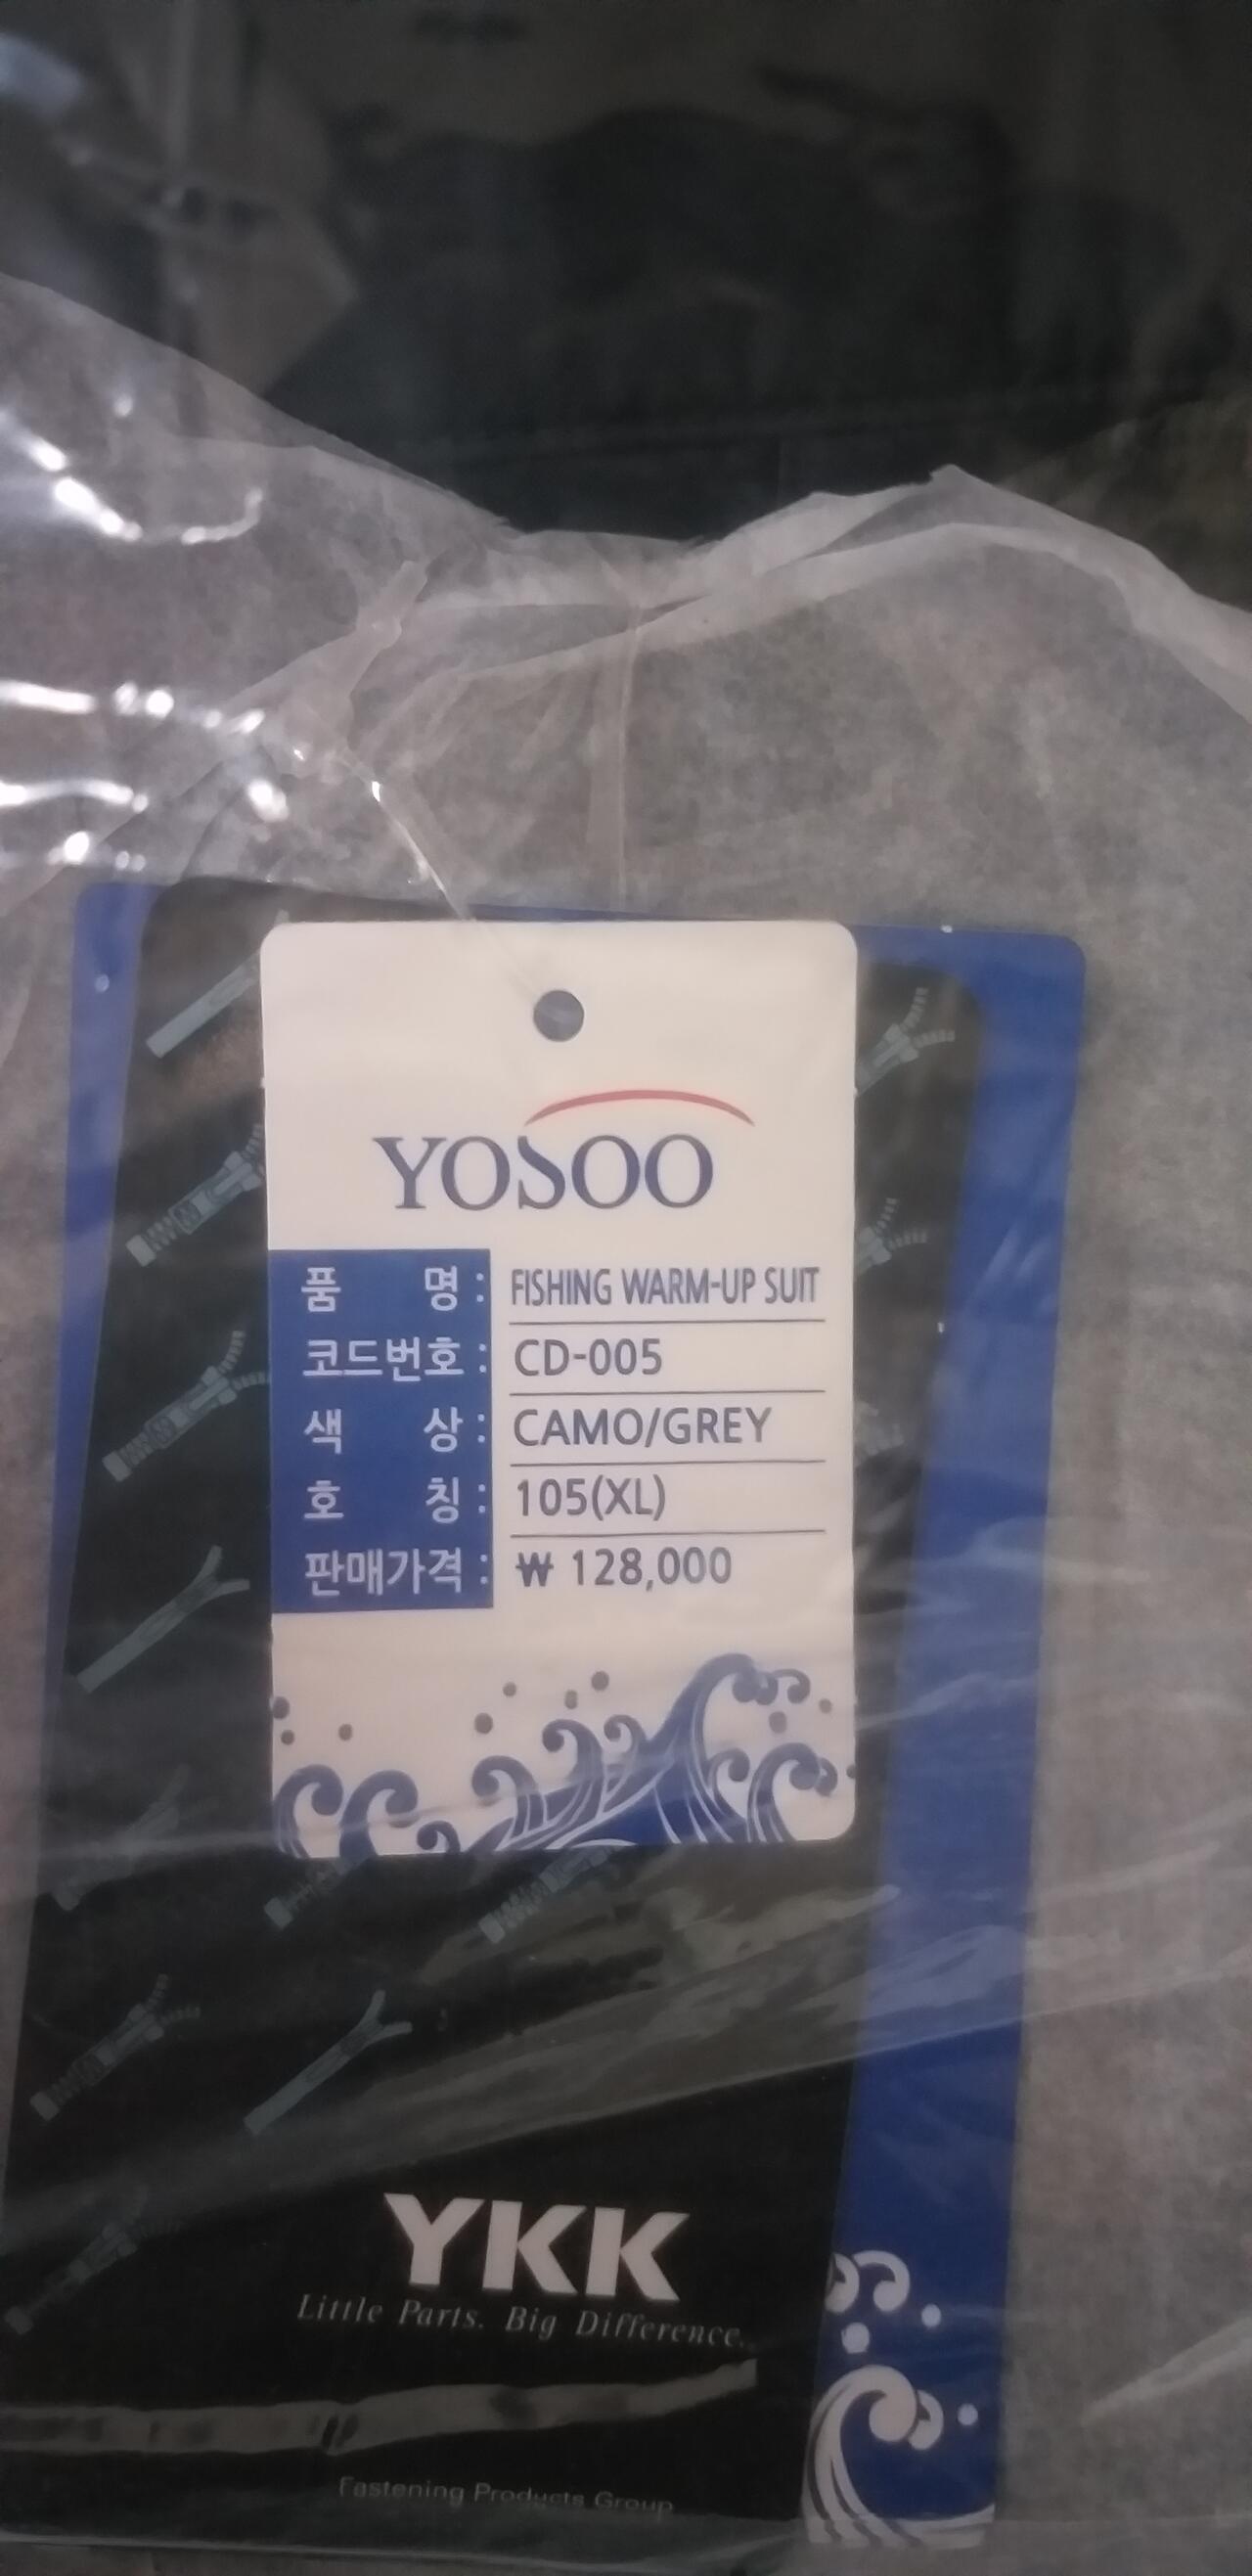 YOSOO
품 명 : FISHING WARM-UP SUIT
코드번호 : CD-005
색 상 : CAMO/GREY
호 칭 : 105(XL)
판매가격 : ₩ 128,000
YKK
Little Parts. Big Difference.
Fastening Products Group